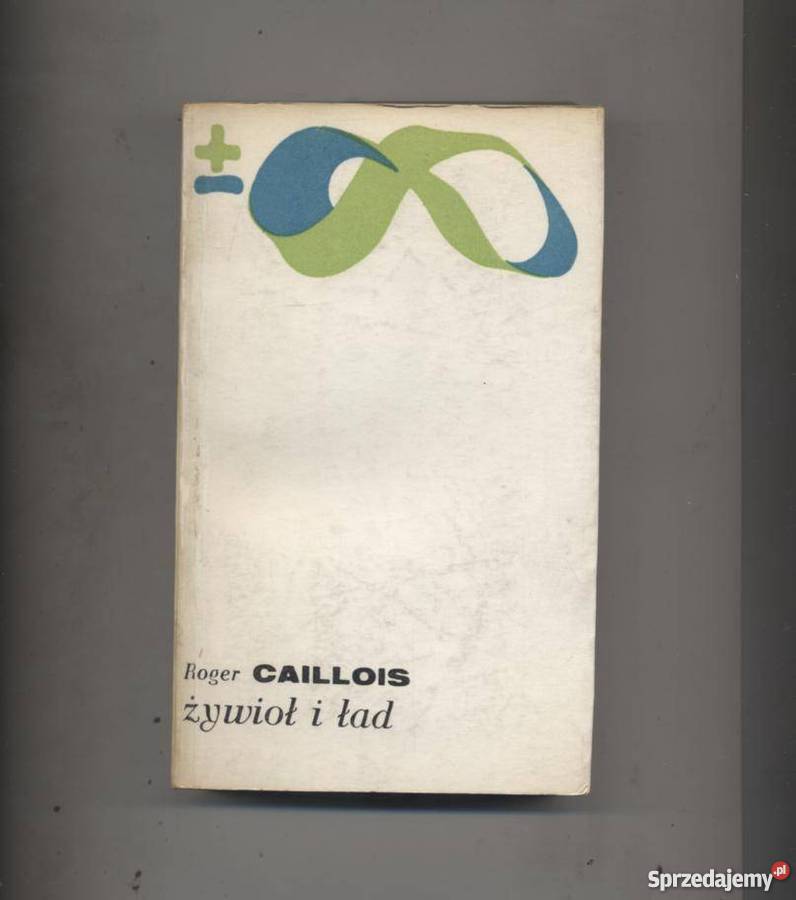 ±
Roger CAILLOIS
żywioł i ład
Sprzedajemy.pl